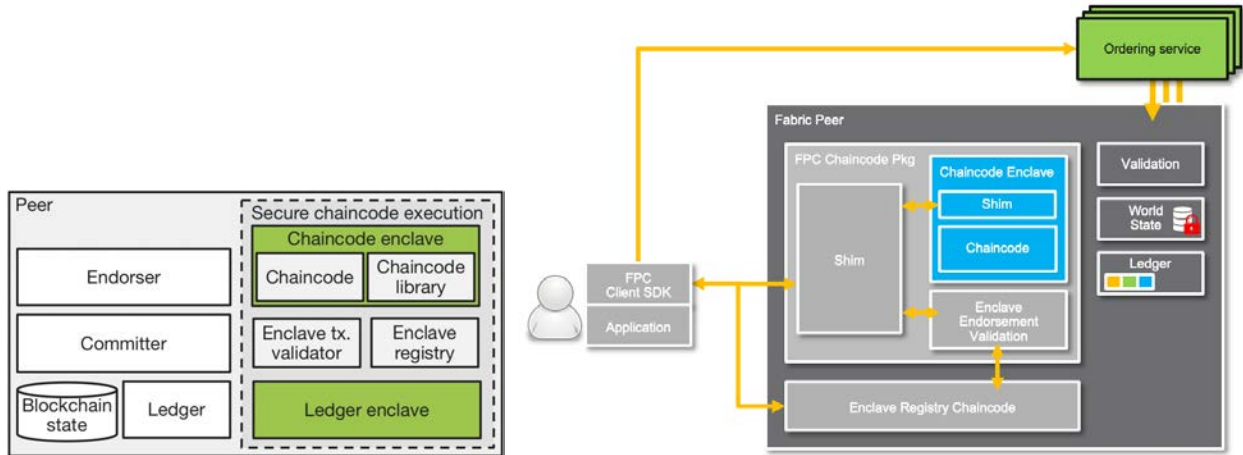 Peer
Secure chaincode execution
Chaincode enclave
Chaincode
Chaincode
library
Endorser
Committer
Enclave tx.
validator
Enclave
registry
Blockchain
state
Ledger
Ledger enclave
Ordering service
Fabric Peer
FPC Chaincode Pkg
Chaincode Enclave
Shim
Chaincode
Shim
Enclave
Endorsement
Validation
Enclave Registry Chaincode
Validation
World
State
Ledger
FPC
Client SDK
Application